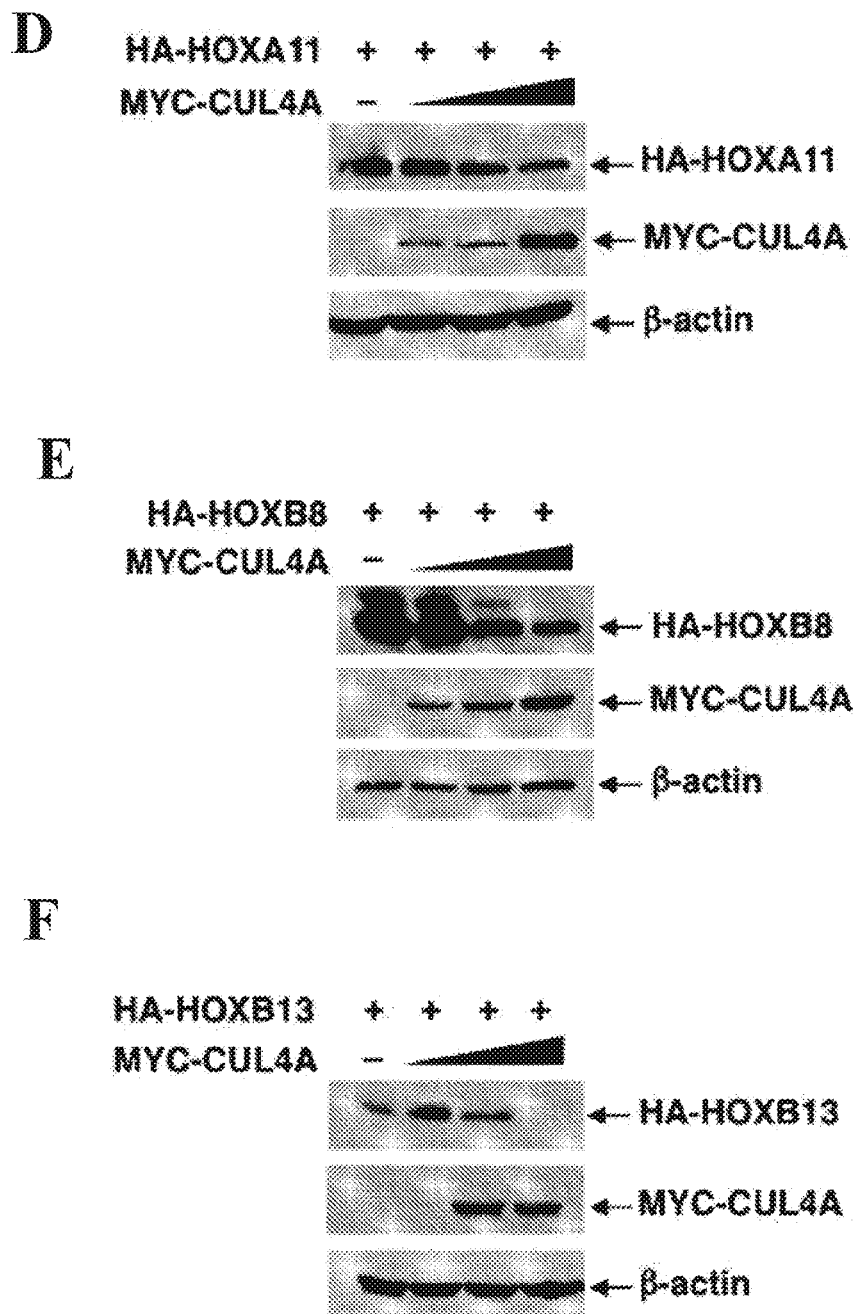 D
HA-HOXA11 + + + +
MYC-CUL4A –
HA-HOXA11
MYC-CUL4A
β-actin
E
HA-HOXB8 + + + +
MYC-CUL4A –
HA-HOXB8
MYC-CUL4A
β-actin
F
HA-HOXB13 + + + +
MYC-CUL4A –
HA-HOXB13
MYC-CUL4A
β-actin